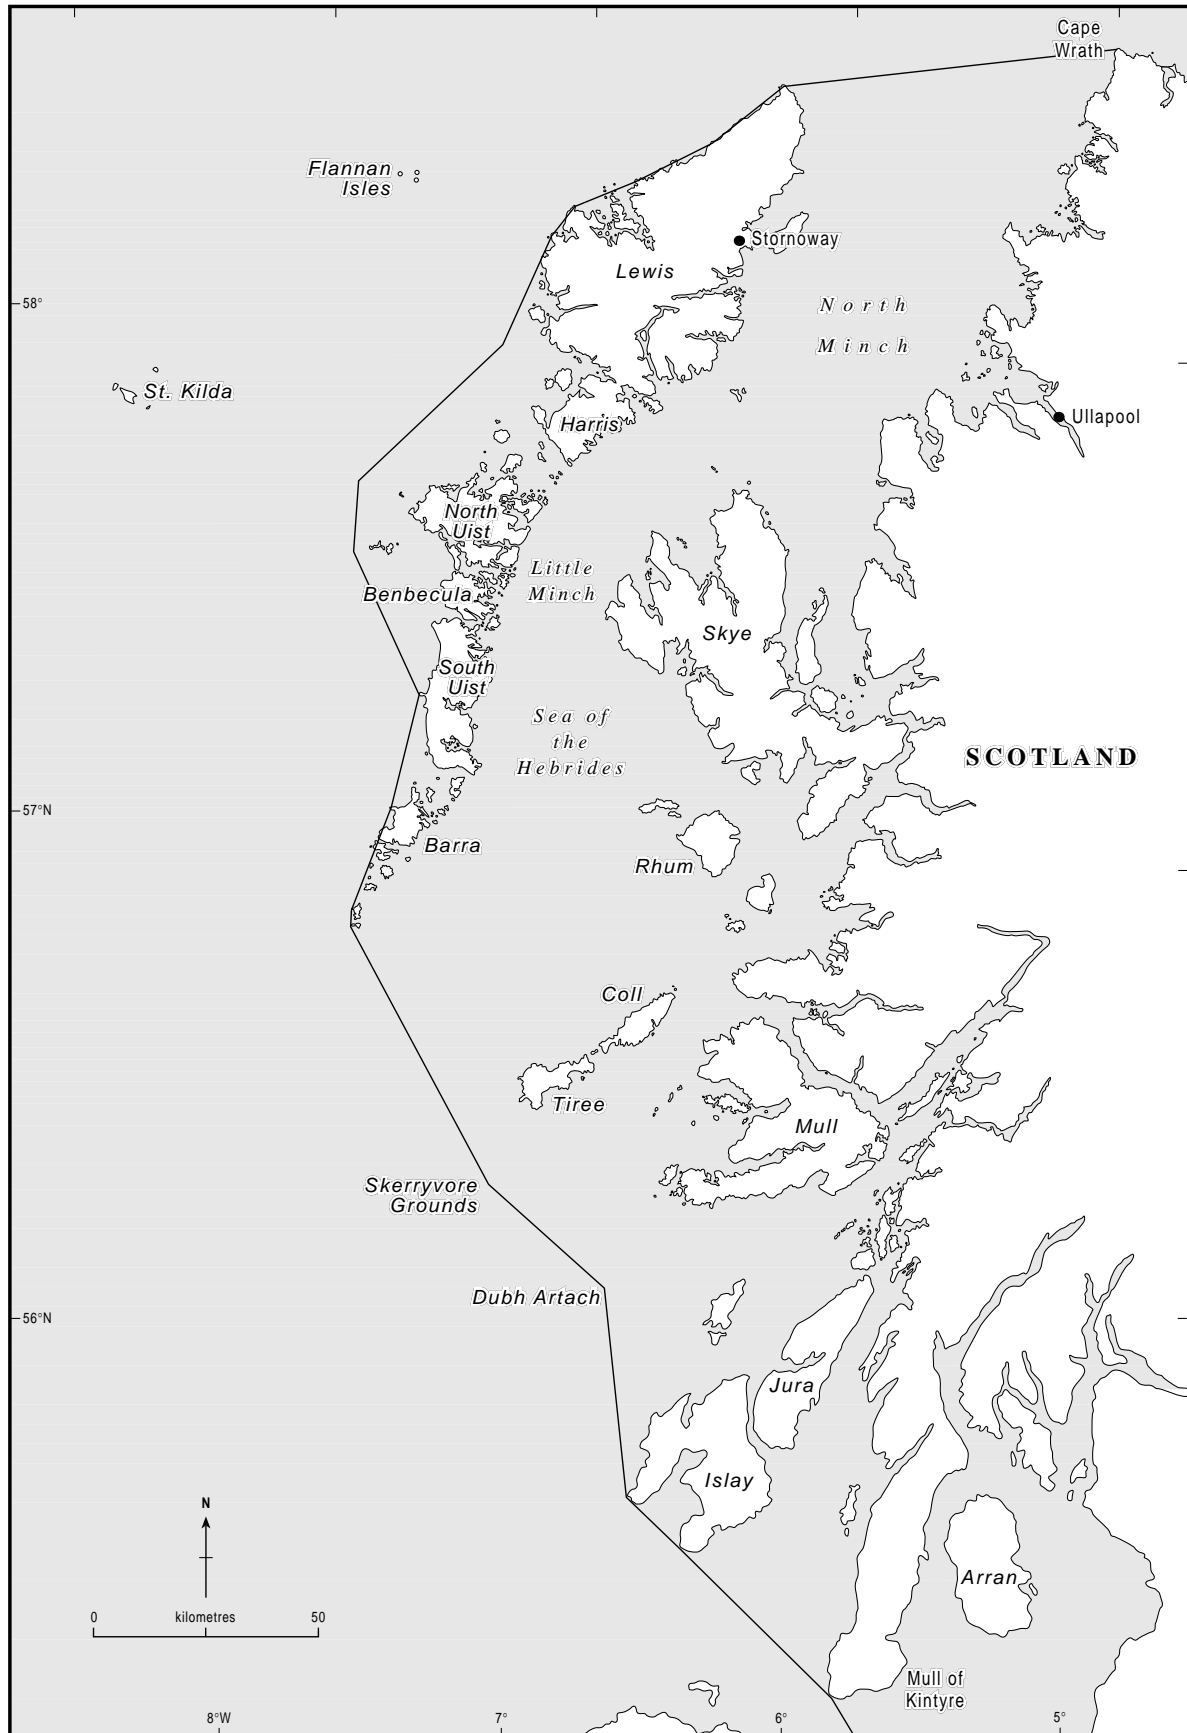 Cape
Wrath
Flannan
Isles
Stornoway
Lewis
58°
North
Minch
St. Kilda
Ullapool
Harris
North
Uist
Little
Minch
Benbecula
Skye
South
Uist
Sea of
the
Hebrides
SCOTLAND
57°N
Barra
Rhum
Coll
Tiree
Mull
Skerryvore
Grounds
Dubh Artach
56°N
Jura
Islay
N
Arran
0 kilometres 50
Mull of
Kintyre
8°W 7° 6° 5°